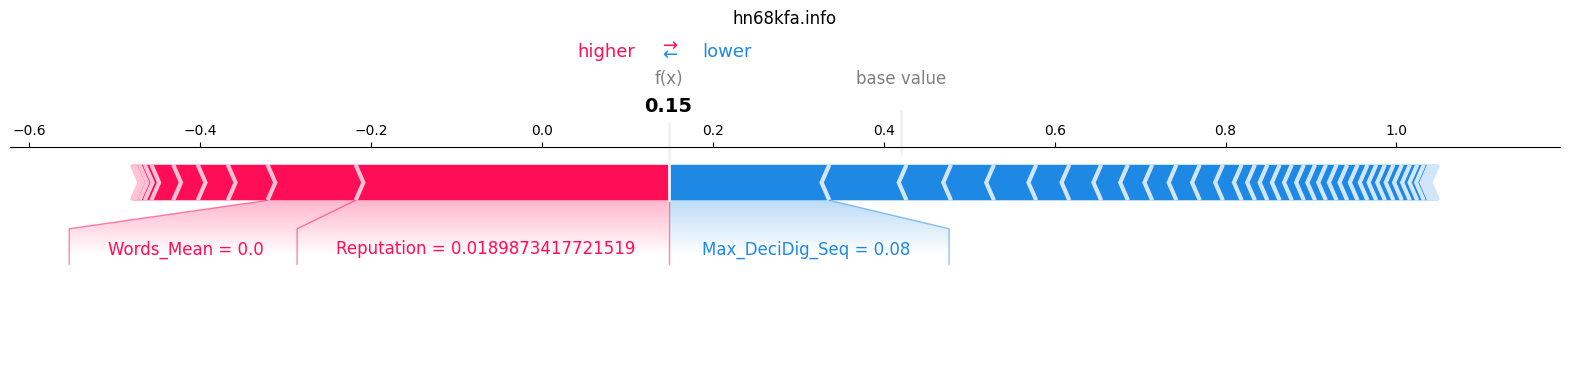 hn68kfa.info
higher ⇄ lower
f(x) base value
0.15
−0.6 −0.4 −0.2 0.0 0.2 0.4 0.6 0.8 1.0
Words_Mean = 0.0 Reputation = 0.0189873417721519 Max_DeciDig_Seq = 0.08